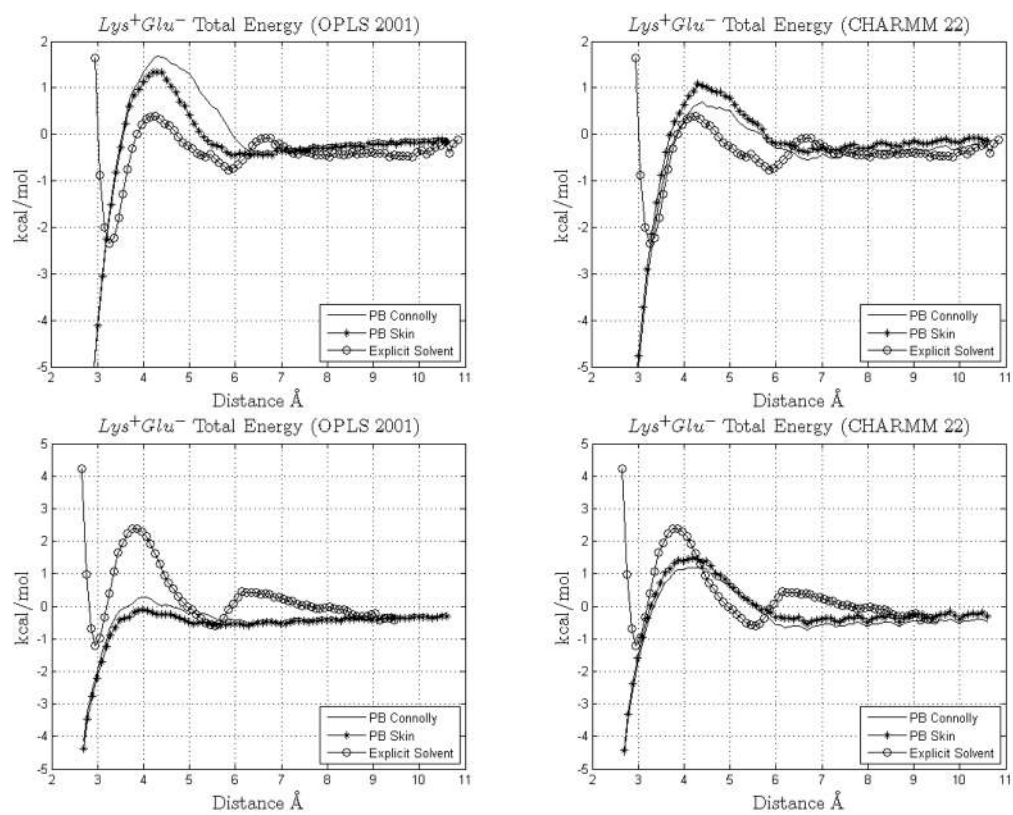 Lys+Glu− Total Energy (OPLS 2001)
kcal/mol
2
1
0
-1
-2
-3
-4
-5
PB Connolly
PB Skin
Explicit Solvent
2 3 4 5 6 7 8 9 10 11
Distance Å
Lys+Glu− Total Energy (CHARMM 22)
kcal/mol
2
1
0
-1
-2
-3
-4
-5
PB Connolly
PB Skin
Explicit Solvent
2 3 4 5 6 7 8 9 10 11
Distance Å
Lys+Glu− Total Energy (OPLS 2001)
kcal/mol
5
4
3
2
1
0
-1
-2
-3
-4
-5
PB Connolly
PB Skin
Explicit Solvent
2 3 4 5 6 7 8 9 10 11
Distance Å
Lys+Glu− Total Energy (CHARMM 22)
kcal/mol
5
4
3
2
1
0
-1
-2
-3
-4
-5
PB Connolly
PB Skin
Explicit Solvent
2 3 4 5 6 7 8 9 10 11
Distance Å